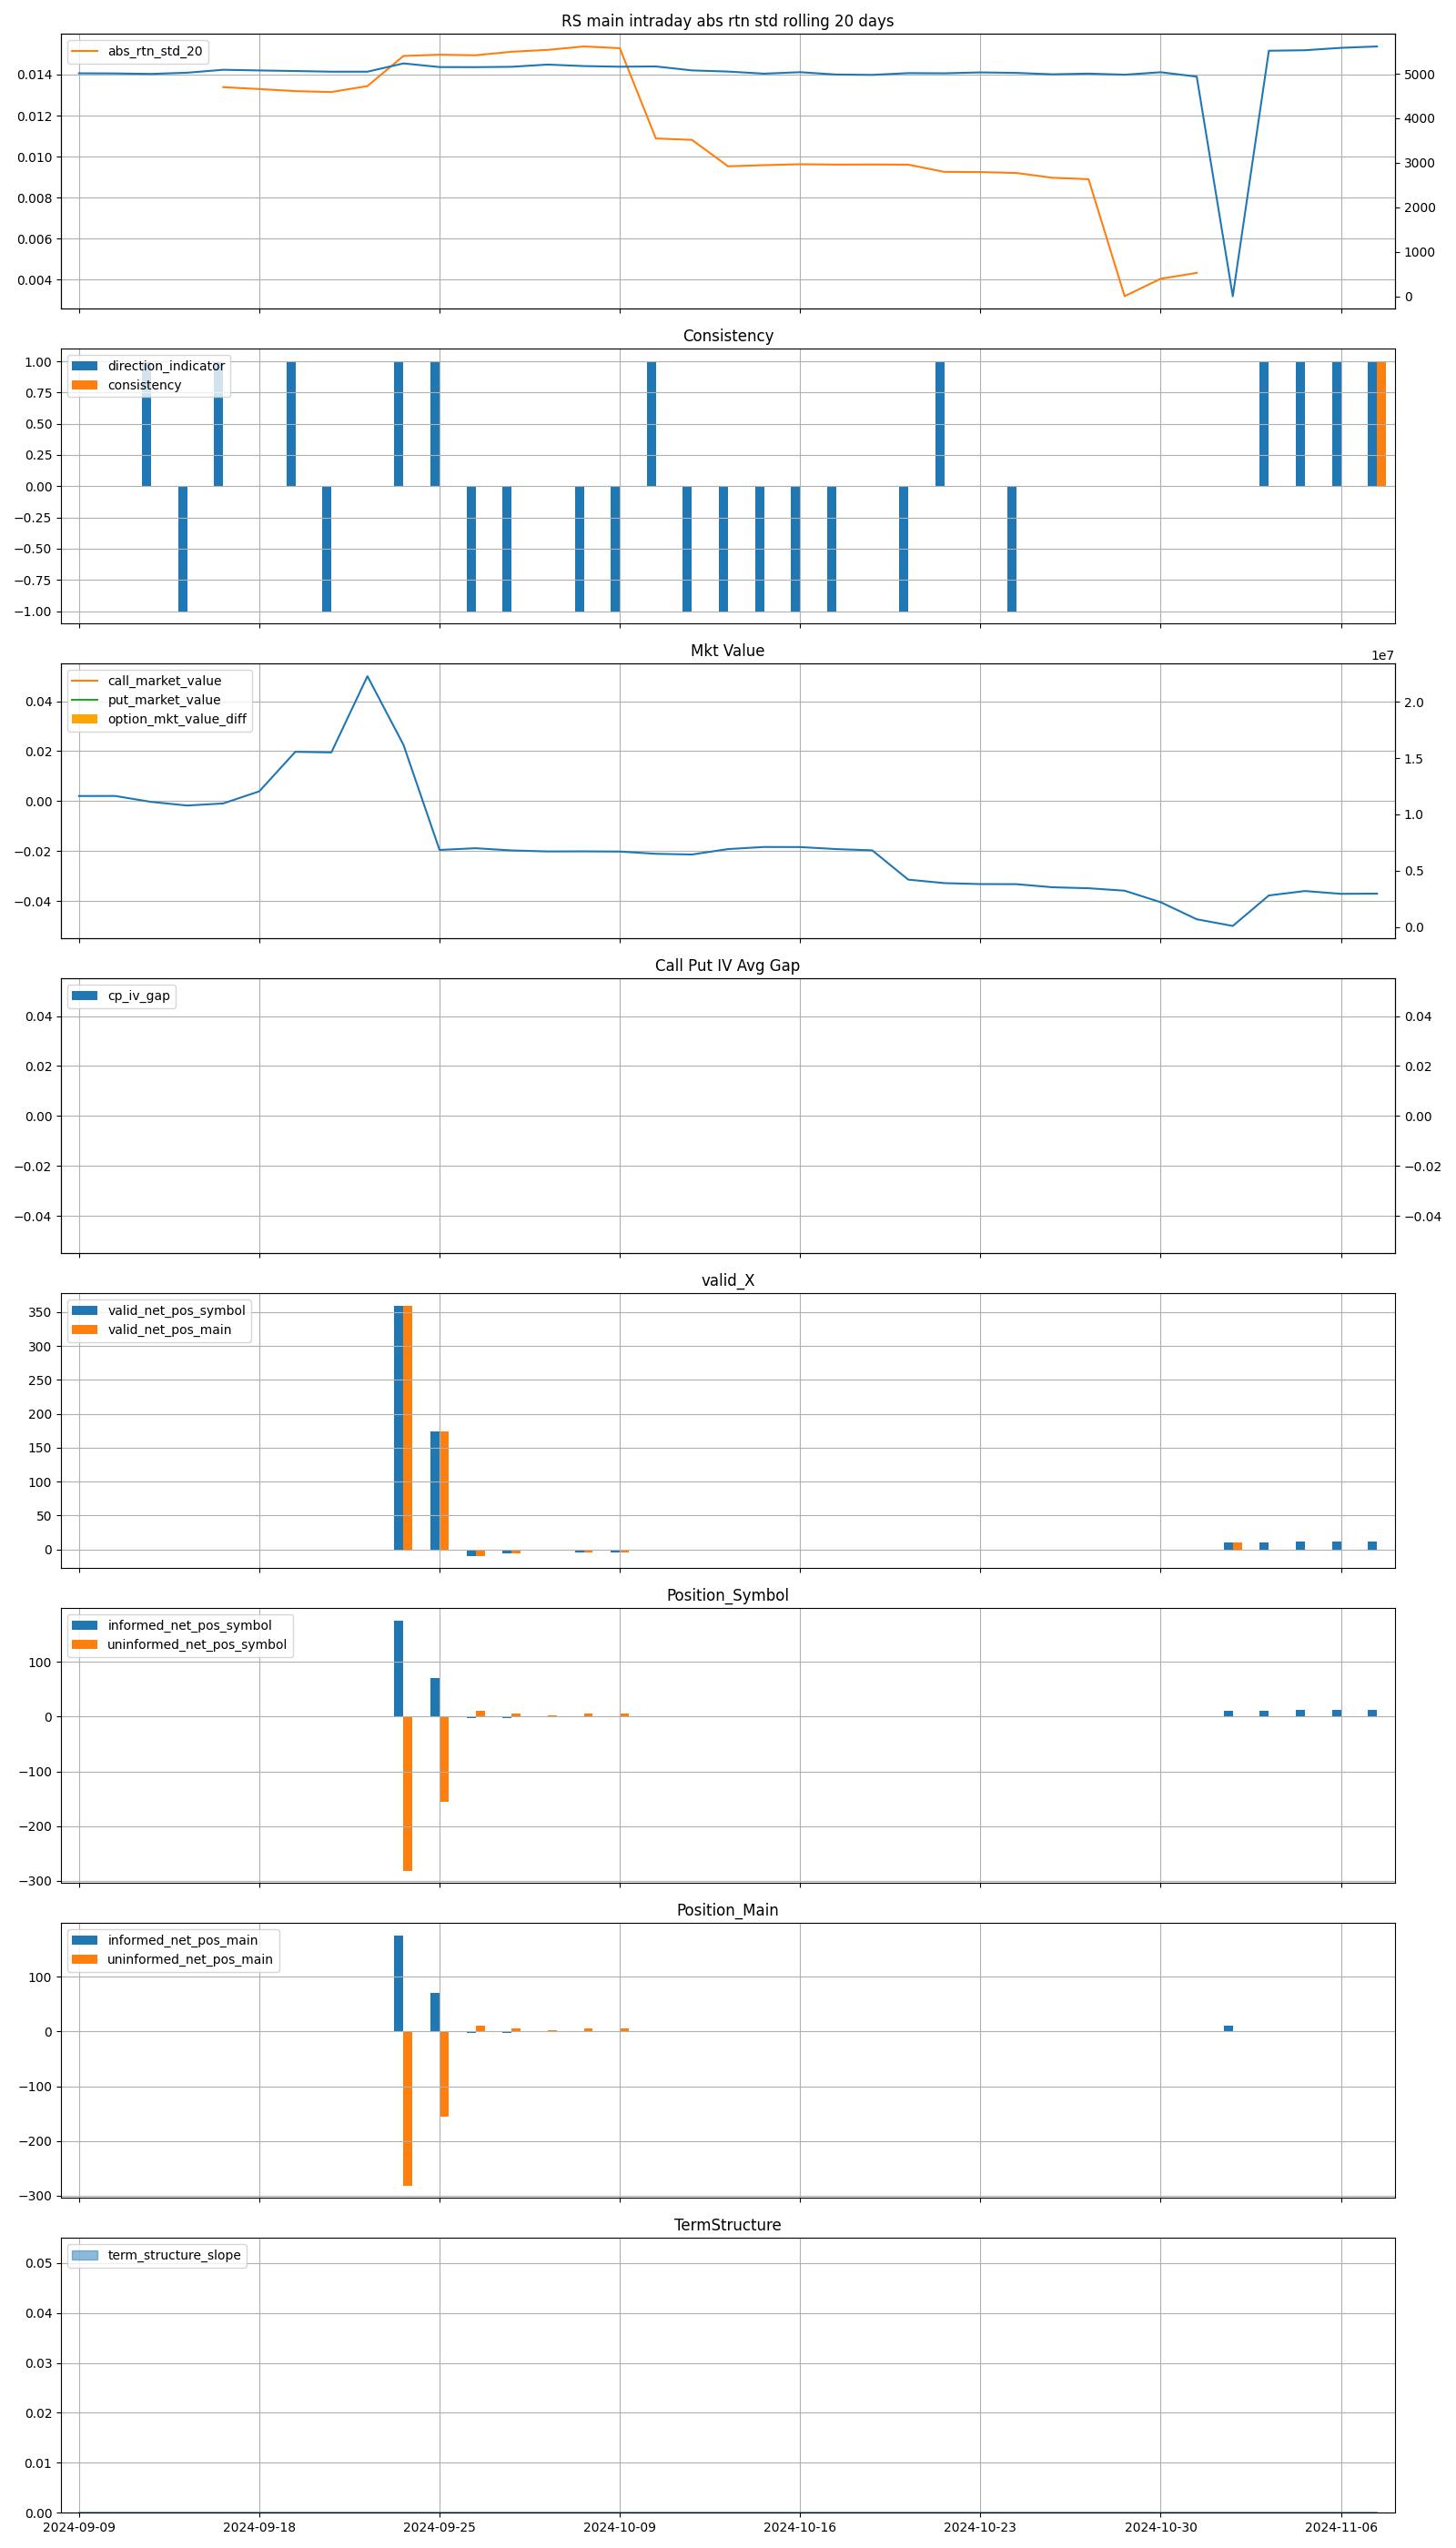 RS main intraday abs rtn std rolling 20 days
abs_rtn_std_20
0.014
0.012
0.010
0.008
0.006
0.004
5000
4000
3000
2000
1000
0
Consistency
direction_indicator
consistency
1.00
0.75
0.50
0.25
0.00
−0.25
−0.50
−0.75
−1.00
Mkt Value
1e7
call_market_value
put_market_value
option_mkt_value_diff
0.04
0.02
0.00
−0.02
−0.04
2.0
1.5
1.0
0.5
0.0
Call Put IV Avg Gap
cp_iv_gap
0.04
0.02
0.00
−0.02
−0.04
0.04
0.02
0.00
−0.02
−0.04
valid_X
valid_net_pos_symbol
valid_net_pos_main
350
300
250
200
150
100
50
0
Position_Symbol
informed_net_pos_symbol
uninformed_net_pos_symbol
100
0
−100
−200
−300
Position_Main
informed_net_pos_main
uninformed_net_pos_main
100
0
−100
−200
−300
TermStructure
term_structure_slope
0.05
0.04
0.03
0.02
0.01
0.00
2024-09-09 2024-09-18 2024-09-25 2024-10-09 2024-10-16 2024-10-23 2024-10-30 2024-11-06